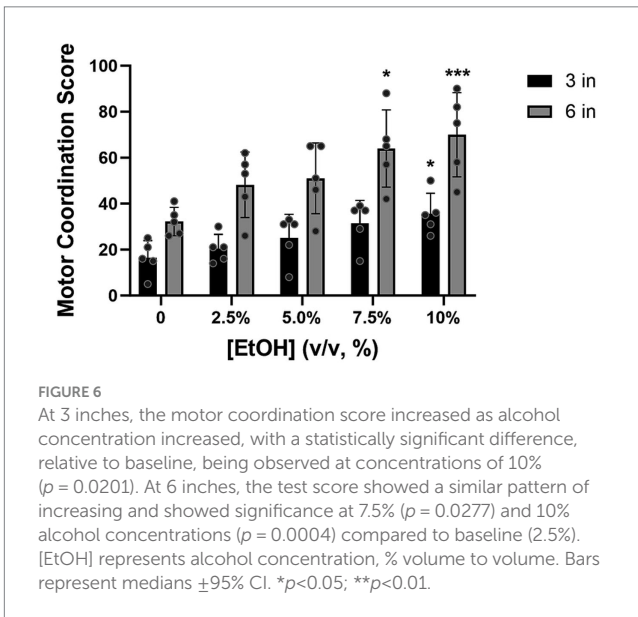 100
80
60
40
20
0
Motor Coordination Score
*
***
*
3 in
6 in
0 2.5% 5.0% 7.5% 10%
[EtOH] (v/v, %)
FIGURE 6
At 3 inches, the motor coordination score increased as alcohol
concentration increased, with a statistically significant difference,
relative to baseline, being observed at concentrations of 10%
(p = 0.0201). At 6 inches, the test score showed a similar pattern of
increasing and showed significance at 7.5% (p = 0.0277) and 10%
alcohol concentrations (p = 0.0004) compared to baseline (2.5%).
[EtOH] represents alcohol concentration, % volume to volume. Bars
represent medians ±95% CI. *p<0.05; **p<0.01.